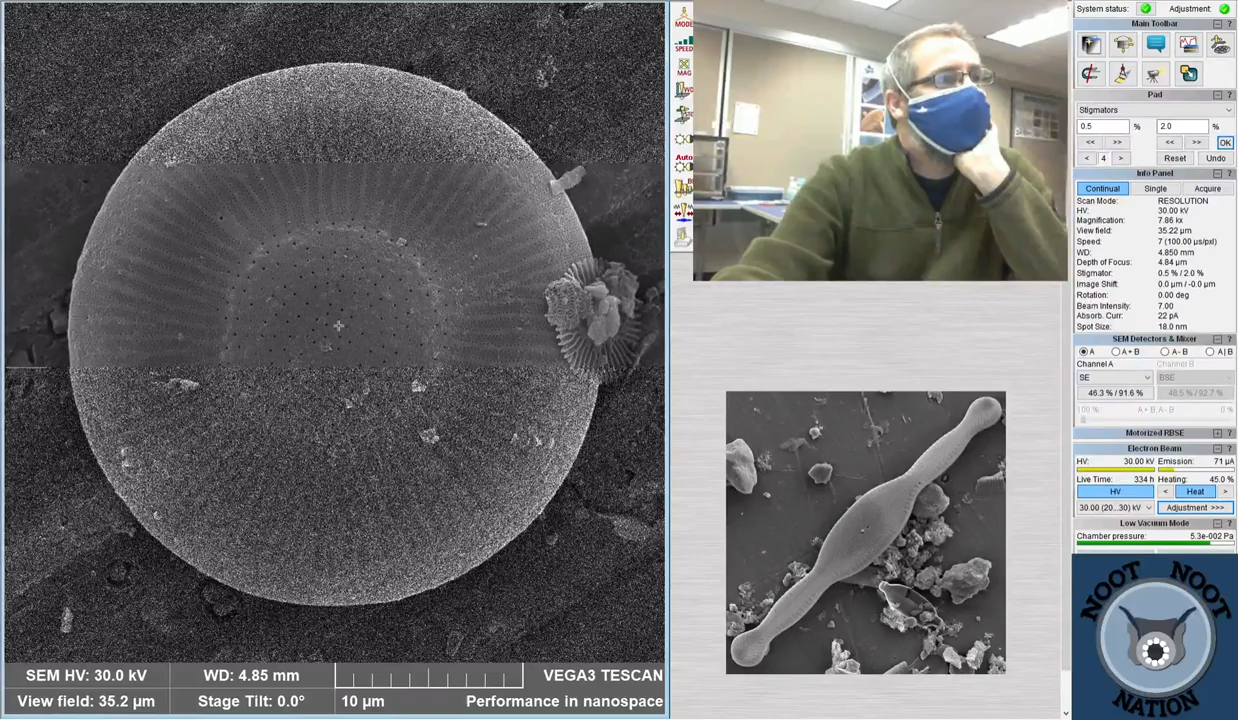 SEM HV: 30.0 kV
WD: 4.85 mm
VEGA3 TESCAN
View field: 35.2 µm
Stage Tilt: 0.0°
10 µm
Performance in nanospace
MODE
SPEED
MAG
WD
Auto
System status:
Adjustment:
Main Toolbar
Pad
Stigmators
0.5 %
2.0 %
<< >> << >> OK
< 4 > Reset Undo
Info Panel
Continual Single Acquire
Scan Mode: RESOLUTION
HV: 30.00 kV
Magnification: 7.86 kx
View field: 35.22 µm
Speed: 7 (100.00 µs/pxl)
WD: 4.850 mm
Depth of Focus: 4.84 µm
Stigmator: 0.5 % / 2.0 %
Image Shift: 0.0 µm / -0.0 µm
Rotation: 0.00 deg
Beam Intensity: 7.00
Absorb. Curr: 22 pA
Spot Size: 18.0 nm
SEM Detectors & Mixer
A A + B A - B A | B
Channel A Channel B
SE BSE
46.3 % / 91.6 % 48.5 % / 92.7 %
100 % A + B;A - B 0 %
Motorized RBSE
Electron Beam
HV: 30.00 kV Emission: 71 µA
Live Time: 334 h Heating: 45.0 %
HV < Heat >
30.00 (20...30) kV Adjustment >>>
Low Vacuum Mode
Chamber pressure: 5.3e-002 Pa
NOOT NOOT
NATION